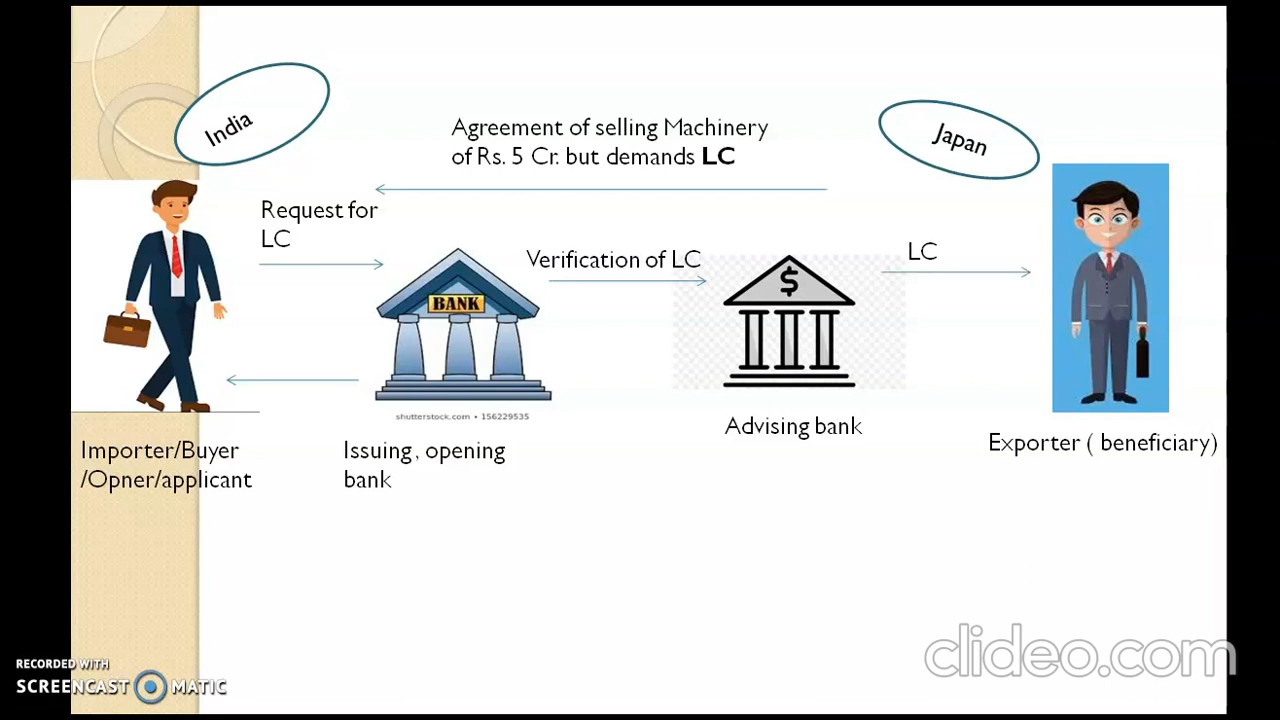 India
Agreement of selling Machinery
of Rs. 5 Cr. but demands LC
Japan
Request for
LC
Verification of LC
LC
BANK
$
shutterstock.com • 156229535
Importer/Buyer
/Opner/applicant
Issuing, opening
bank
Advising bank
Exporter ( beneficiary)
clideo.com
RECORDED WITH
SCREENCAST MATIC